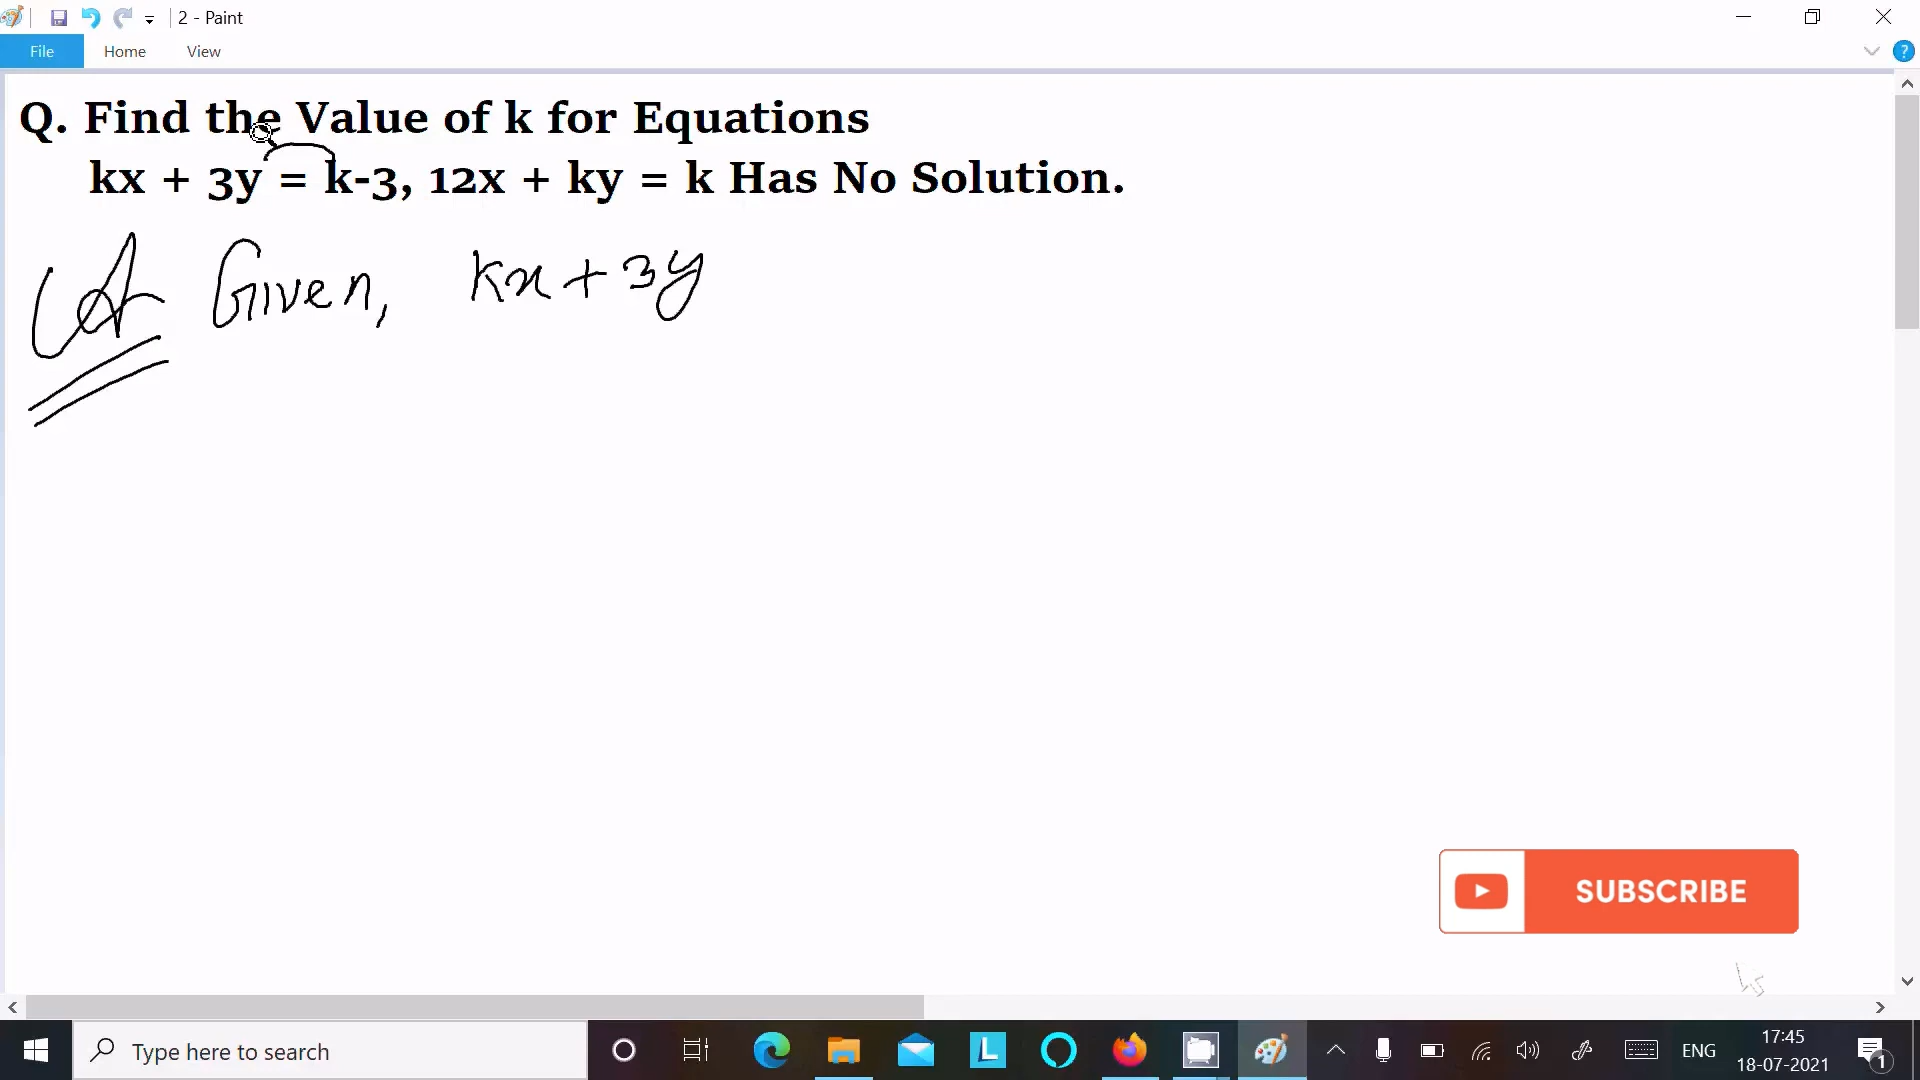 2 - Paint
File Home View
Q. Find the Value of k for Equations
kx + 3y = k-3, 12x + ky = k Has No Solution.
Given, kx + 3y
SUBSCRIBE
Type here to search
ENG
17:45
18-07-2021
1